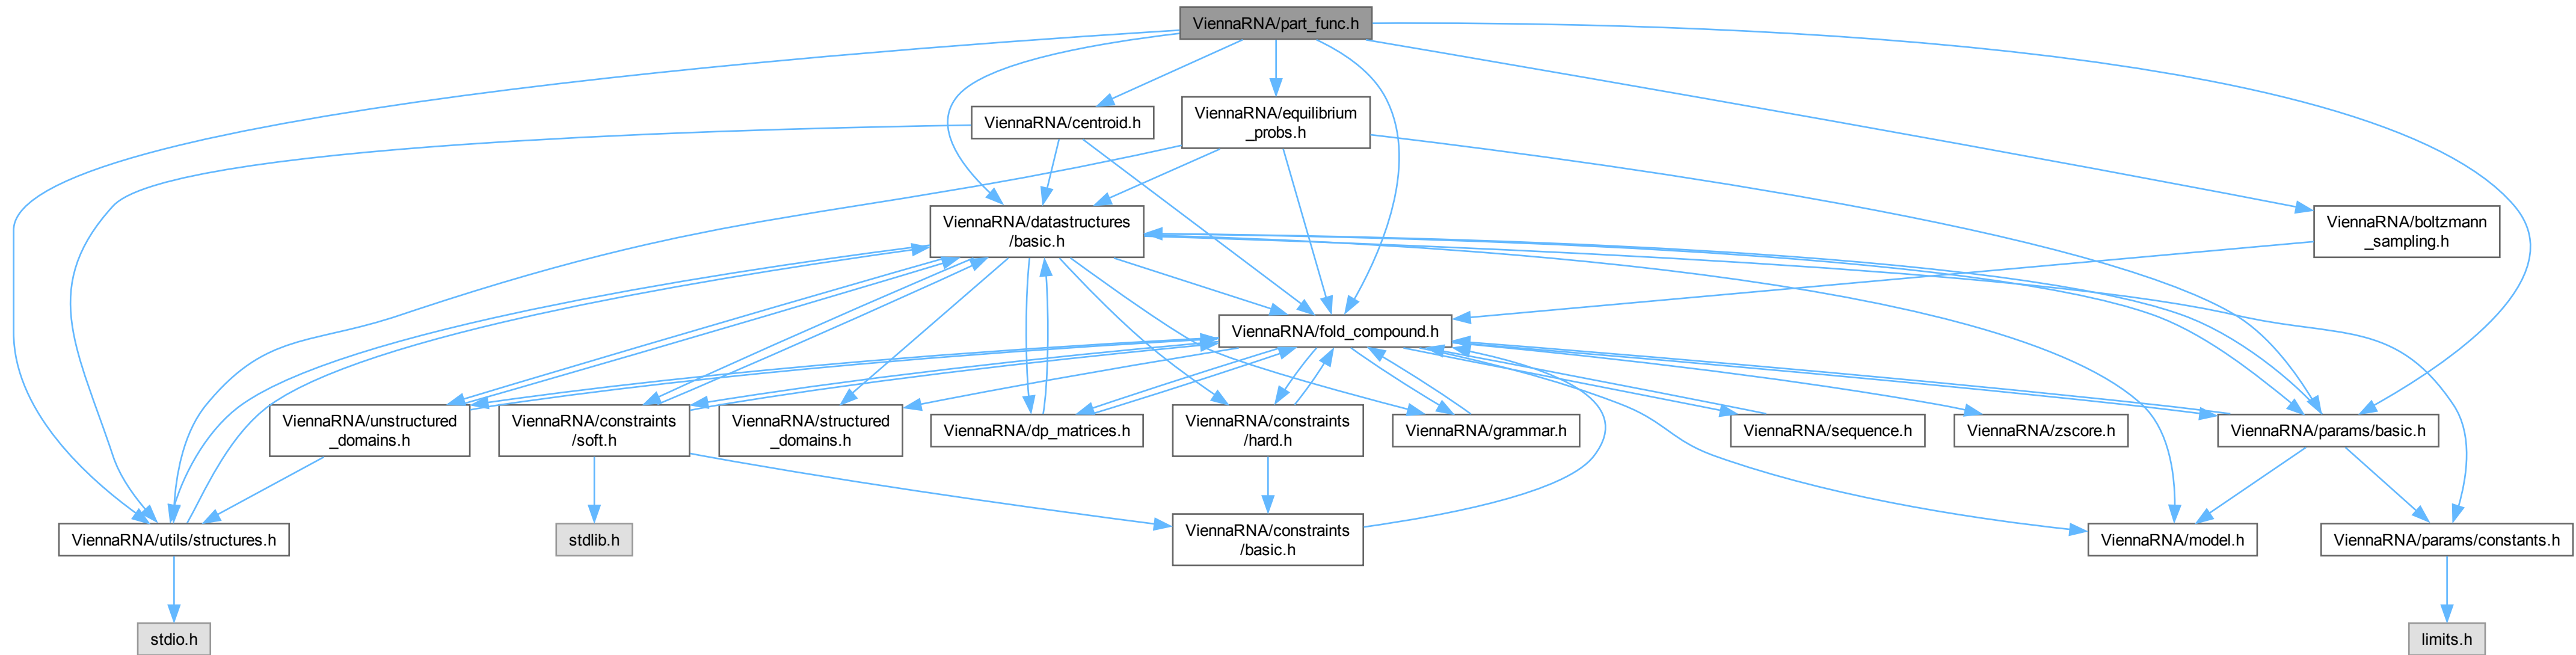 ViennaRNA/part_func.h
ViennaRNA/centroid.h
ViennaRNA/equilibrium
_probs.h
ViennaRNA/datastructures
/basic.h
ViennaRNA/boltzmann
_sampling.h
ViennaRNA/fold_compound.h
ViennaRNA/unstructured
_domains.h
ViennaRNA/constraints
/soft.h
ViennaRNA/structured
_domains.h
ViennaRNA/dp_matrices.h
ViennaRNA/constraints
/hard.h
ViennaRNA/grammar.h
ViennaRNA/sequence.h
ViennaRNA/zscore.h
ViennaRNA/params/basic.h
ViennaRNA/utils/structures.h
stdlib.h
ViennaRNA/constraints
/basic.h
ViennaRNA/model.h
ViennaRNA/params/constants.h
stdio.h
limits.h